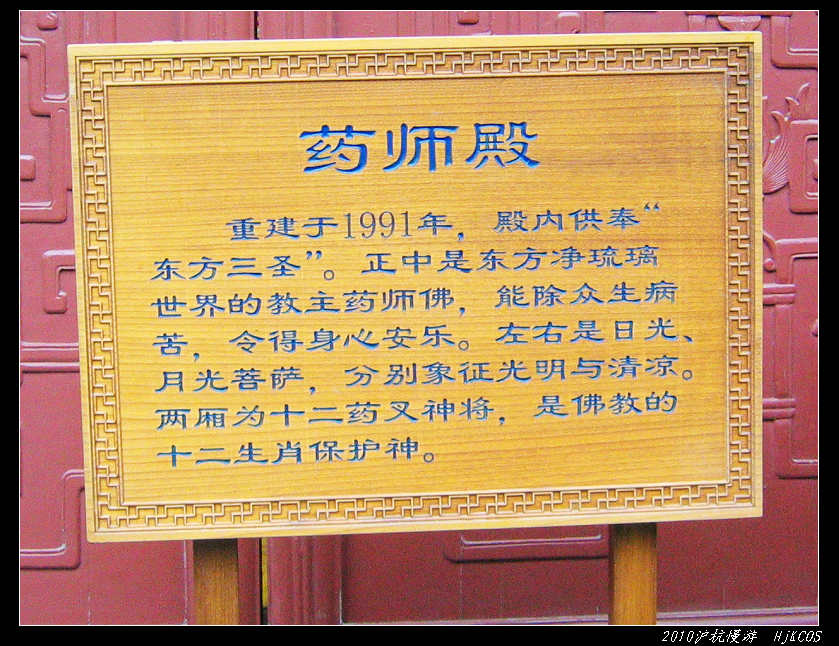 药师殿
重建于1991年，殿内供奉“
东方三圣”。正中是东方净琉璃
世界的教主药师佛，能除众生病
苦，令得身心安乐。左右是日光、
月光菩萨，分别象征光明与清凉。
两厢为十二药叉神将，是佛教的
十二生肖保护神。
2010沪杭慢游 HjKCOS